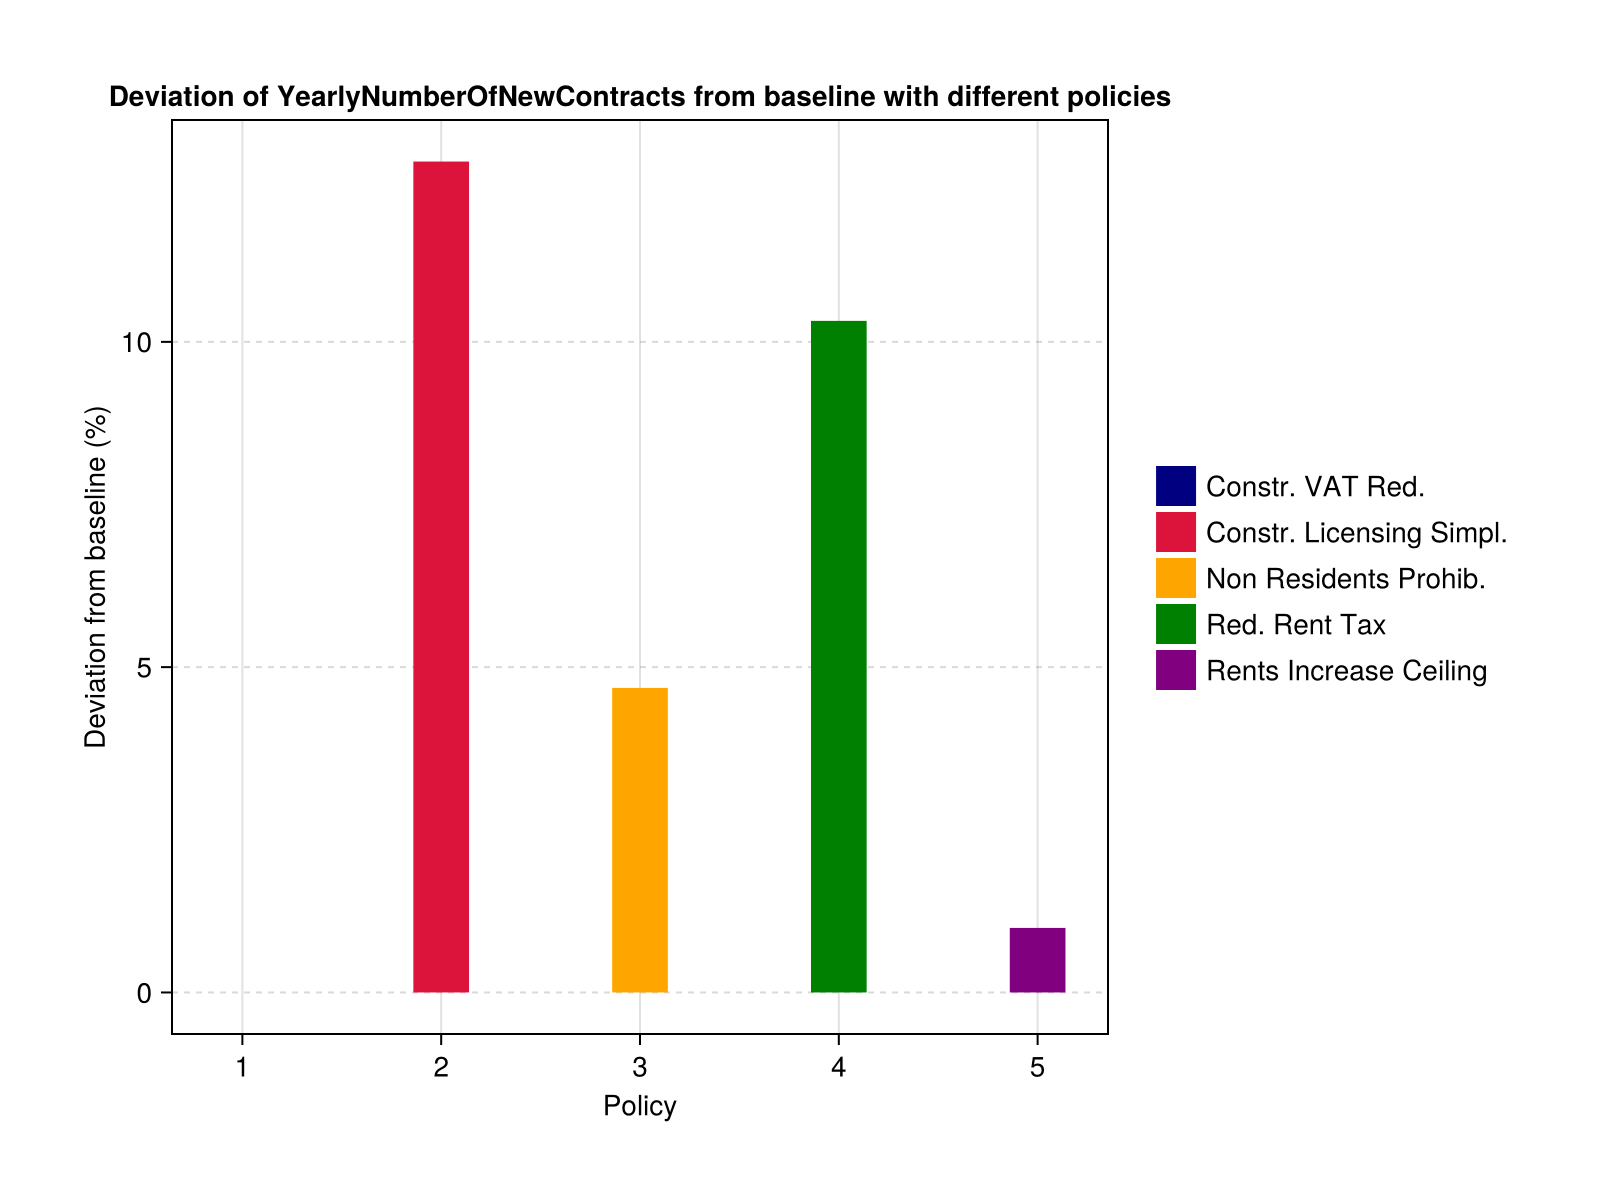 Deviation of YearlyNumberOfNewContracts from baseline with different policies
Deviation from baseline (%)
10
5
0
1
2
3
4
5
Policy
Constr. VAT Red.
Constr. Licensing Simpl.
Non Residents Prohib.
Red. Rent Tax
Rents Increase Ceiling